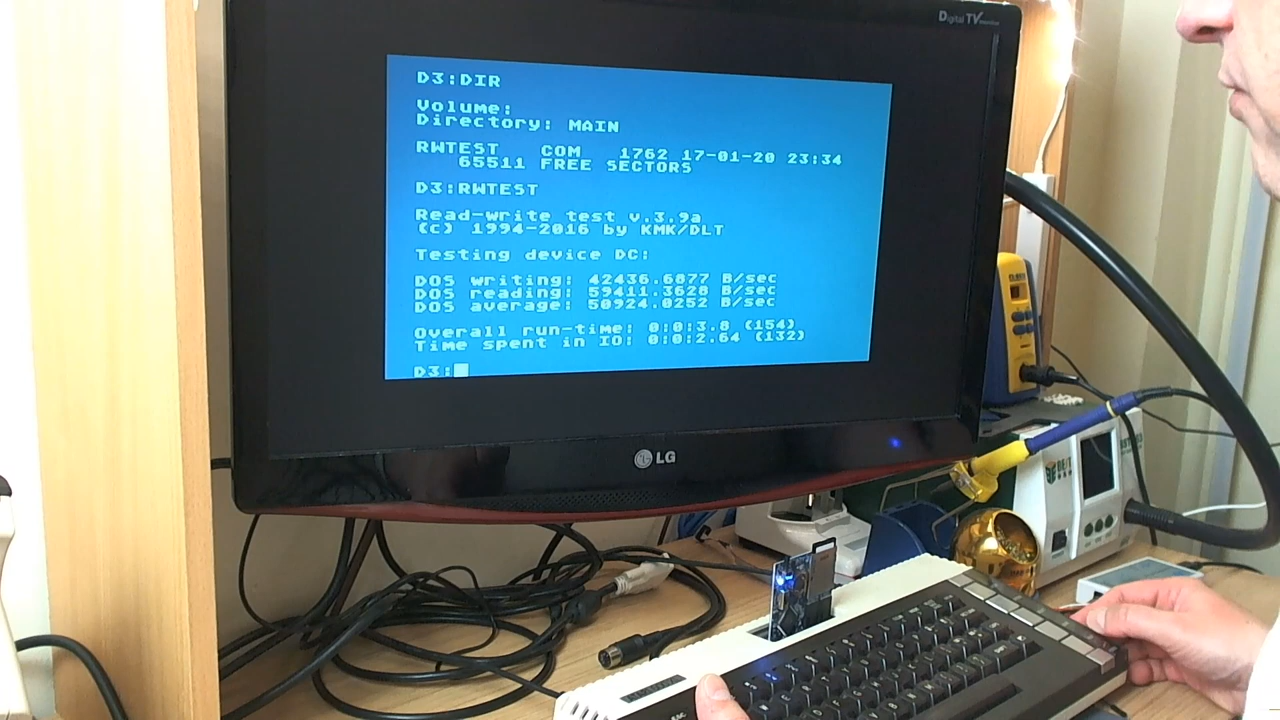 Digital TV
D3:DIR
Volume:
Directory: MAIN
RWTEST COM 1762 17-01-20 23:34
65511 FREE SECTORS
D3:RWTEST
Read-write test v.3.9a
(c) 1994-2016 by KMK/DLT
Testing device DC:
DOS writing: 42436.6077 B/sec
DOS reading: 59411.3628 B/sec
DOS average: 50924.0252 B/sec
Overall run-time: 0:0:3.8 (154)
Time spent in IO: 0:0:2.64 (132)
D3:
LG